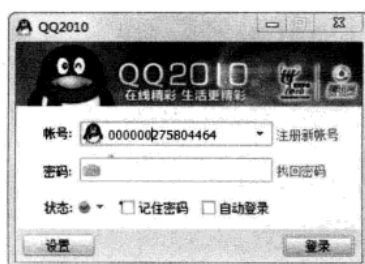 QQ2010
QQ2010
在线精彩 生活更精彩
帐号: 000000275804464 注册新帐号
密码: 找回密码
状态: 记住密码 自动登录
设置 登录